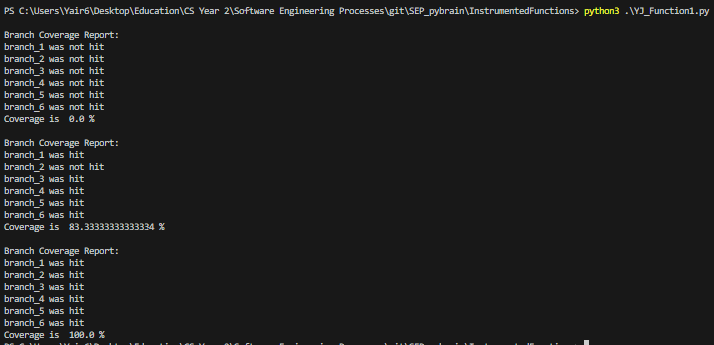 PS C:\Users\Yair6\Desktop\Education\CS Year 2\Software Engineering Processes\git\SEP_pybrain\InstrumentedFunctions> python3 .\YJ_Function1.py
Branch Coverage Report:
branch_1 was not hit
branch_2 was not hit
branch_3 was not hit
branch_4 was not hit
branch_5 was not hit
branch_6 was not hit
Coverage is  0.0 %
Branch Coverage Report:
branch_1 was hit
branch_2 was not hit
branch_3 was hit
branch_4 was hit
branch_5 was hit
branch_6 was hit
Coverage is  83.33333333333334 %
Branch Coverage Report:
branch_1 was hit
branch_2 was hit
branch_3 was hit
branch_4 was hit
branch_5 was hit
branch_6 was hit
Coverage is  100.0 %